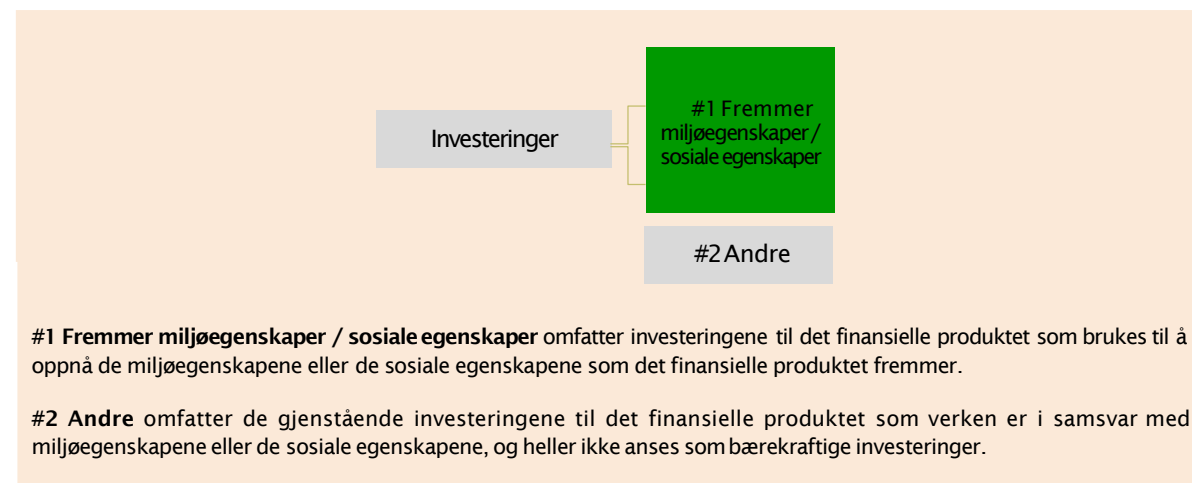 Investeringer
#1 Fremmer
miljøegenskaper /
sosiale egenskaper
#2 Andre
#1 Fremmer miljøegenskaper / sosiale egenskaper omfatter investeringene til det finansielle produktet som brukes til å
oppnå de miljøegenskapene eller de sosiale egenskapene som det finansielle produktet fremmer.
#2 Andre omfatter de gjenstående investeringene til det finansielle produktet som verken er i samsvar med
miljøegenskapene eller de sosiale egenskapene, og heller ikke anses som bærekraftige investeringer.